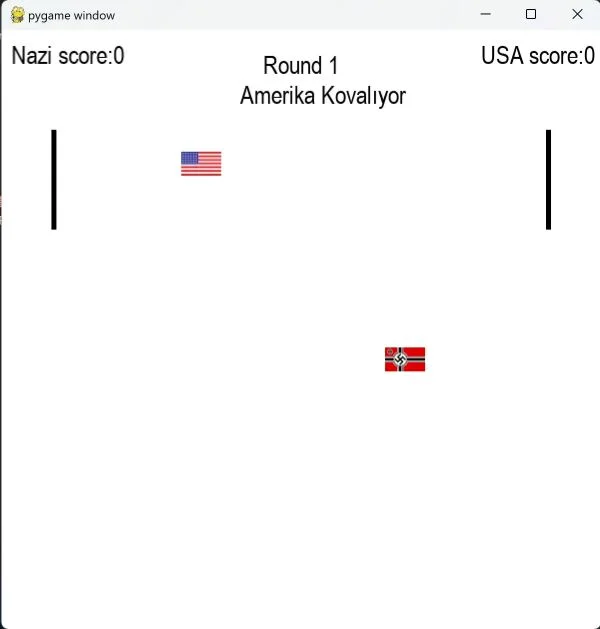 pygame window
Nazi score:0
USA score:0
Round 1
Amerika Kovalıyor